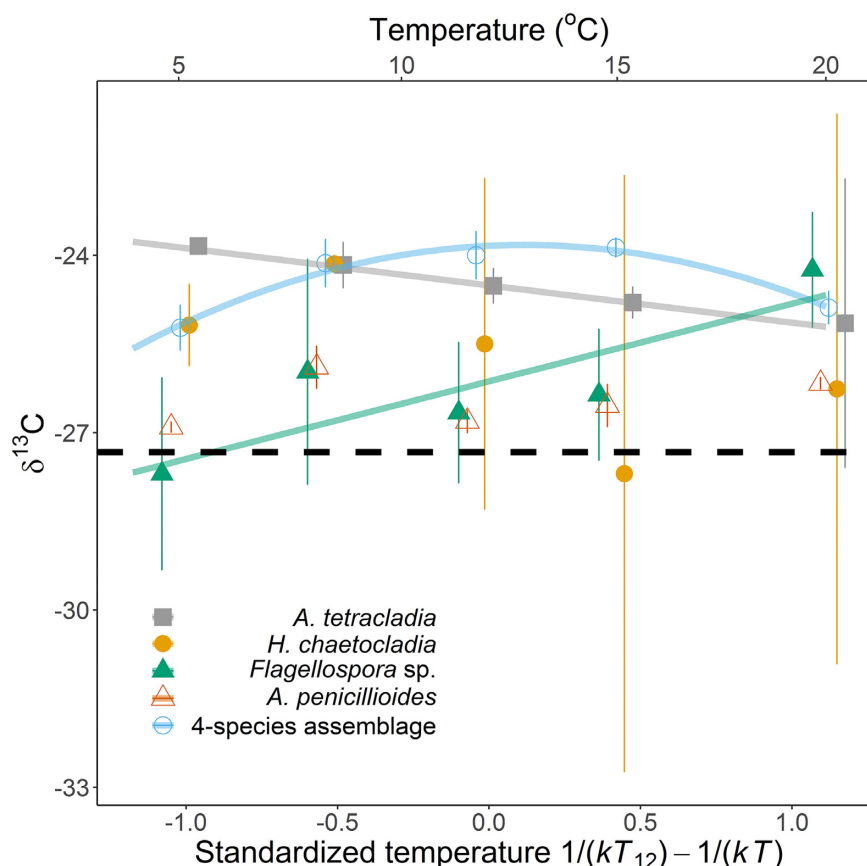 Temperature (°C)
5 10 15 20
-24
-27
-30
-33
δ¹³C
A. tetracladia
H. chaetocladia
Flagellospora sp.
A. penicillioides
4-species assemblage
-1.0 -0.5 0.0 0.5 1.0
Standardized temperature 1/(kT₁₂) − 1/(kT)